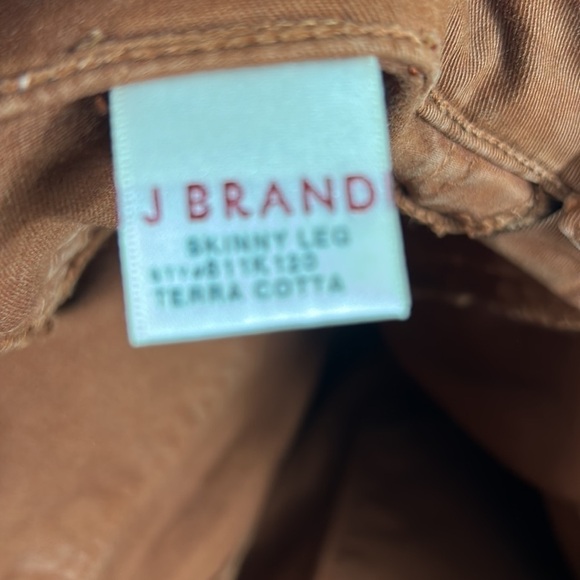 J BRAND
SKINNY LEG
811K120
TERRA COTTA